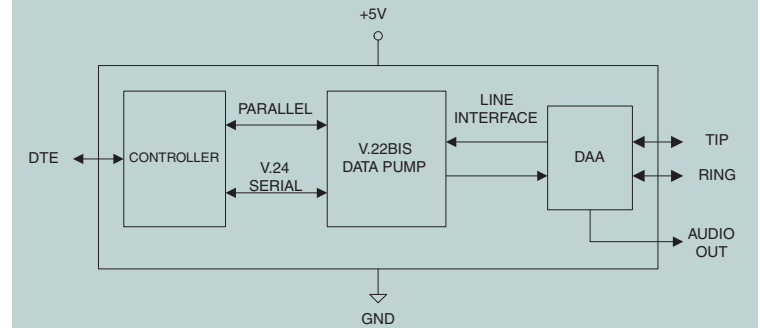 +5V
PARALLEL
LINE
INTERFACE
V.22BIS
DATA PUMP
DAA
TIP
DTE
CONTROLLER
V.24
SERIAL
RING
AUDIO
OUT
GND